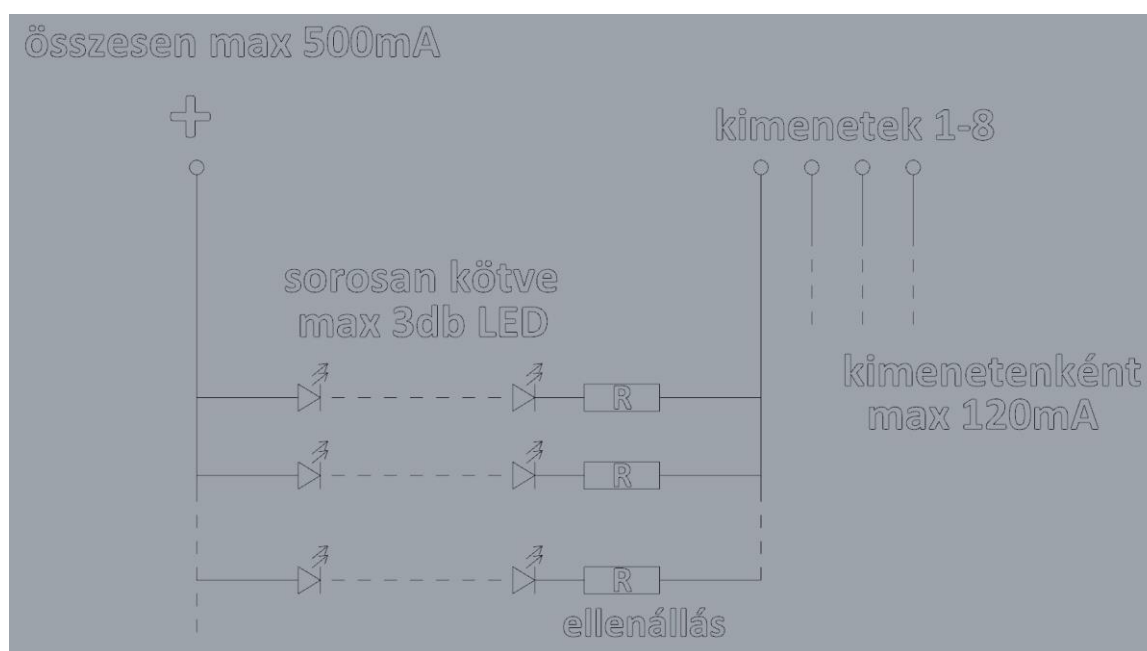 összesen max 500mA
+
kimenetek 1-8
sorosan kötve
max 3db LED
kimenetenként
max 120mA
R
R
R
ellenállás